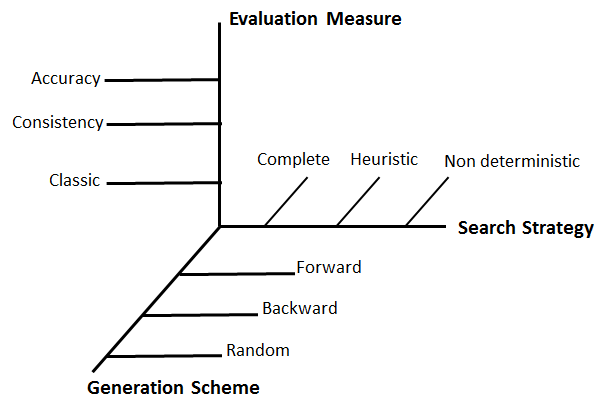 Evaluation Measure
Accuracy
Consistency
Classic
Complete
Heuristic
Non deterministic
Search Strategy
Forward
Backward
Random
Generation Scheme